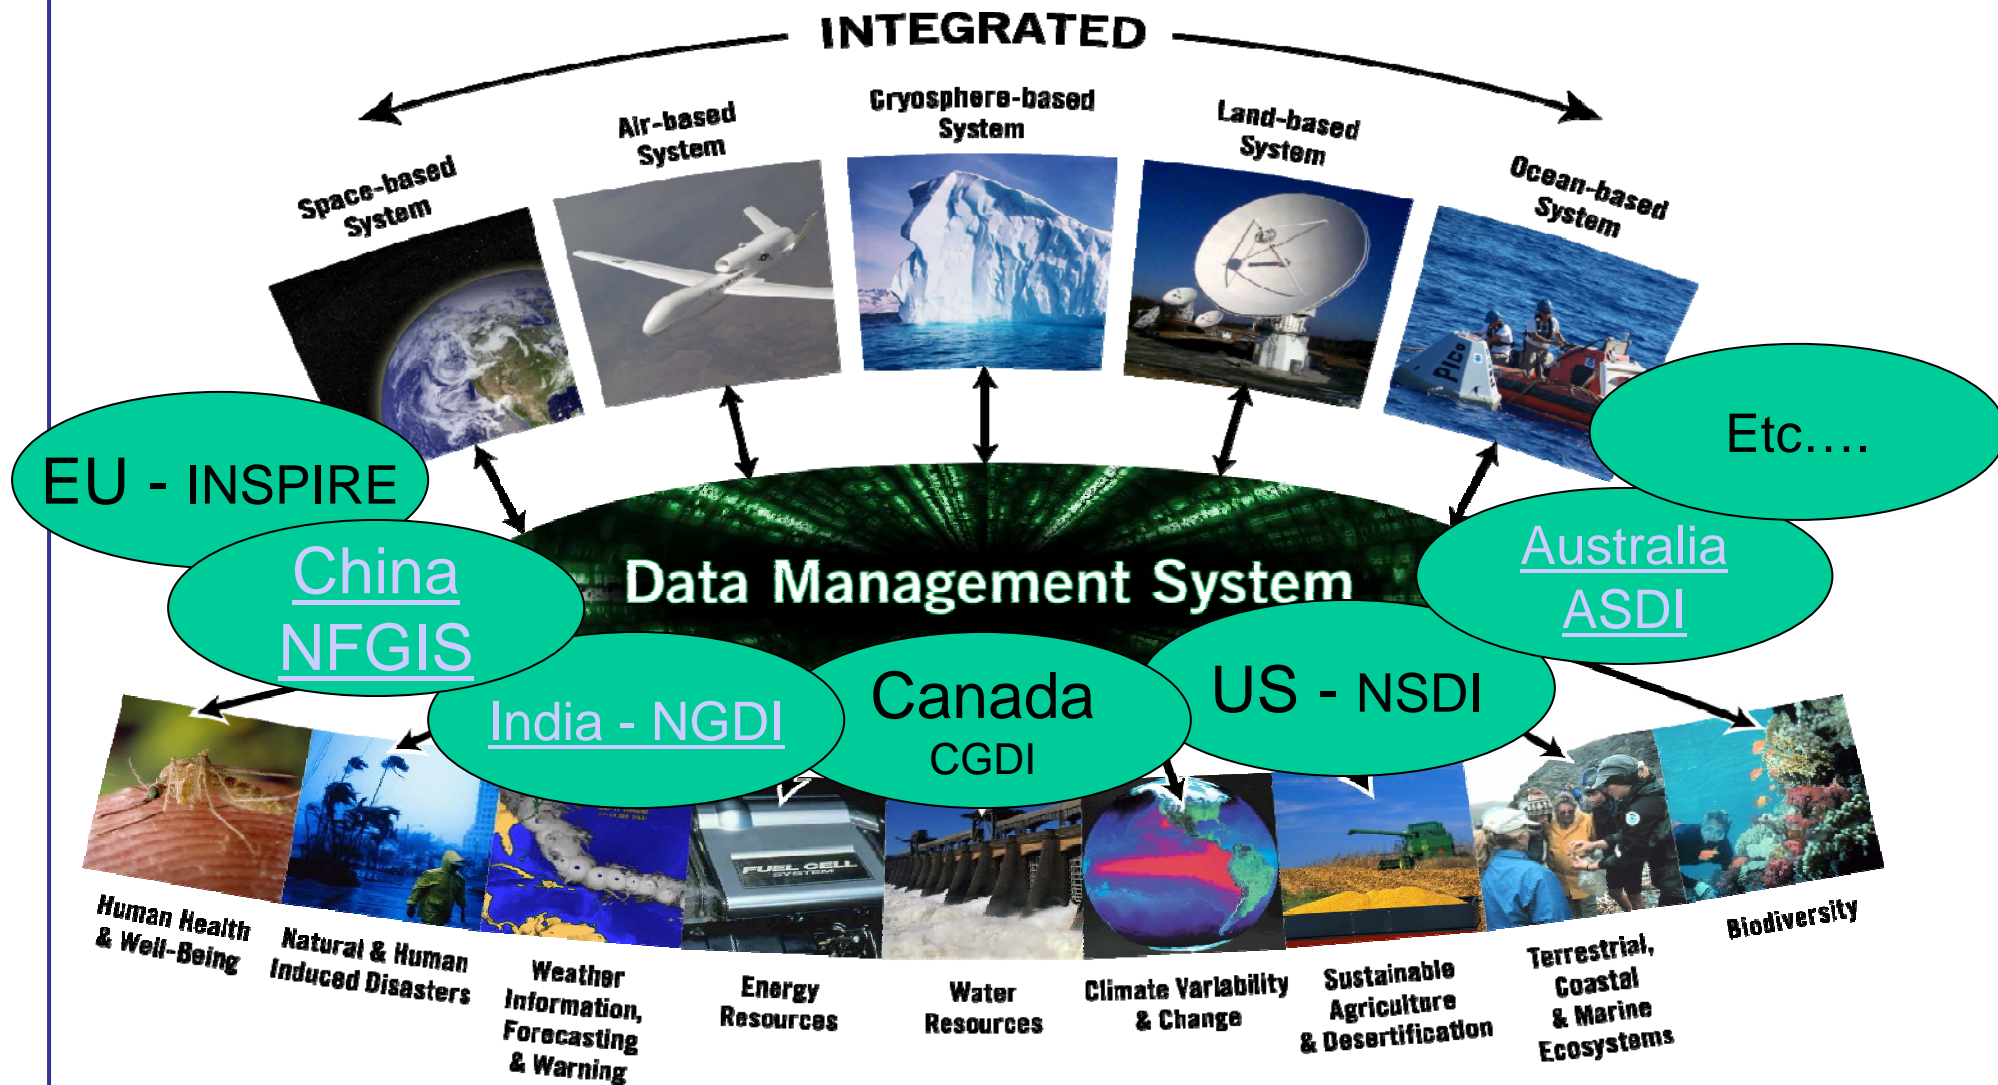 INTEGRATED
Space-based
System
Air-based
System
Cryosphere-based
System
Land-based
System
Ocean-based
System
PICO
EU - INSPIRE
China
NFGIS
India - NGDI
Canada
CGDI
US - NSDI
Australia
ASDI
Etc....
Data Management System
FUEL CELL
SYSTEM
Human Health
& Well-Being
Natural & Human
Induced Disasters
Weather
Information,
Forecasting
& Warning
Energy
Resources
Water
Resources
Climate Variability
& Change
Sustainable
Agriculture
& Desertification
Terrestrial,
Coastal
& Marine
Ecosystems
Biodiversity